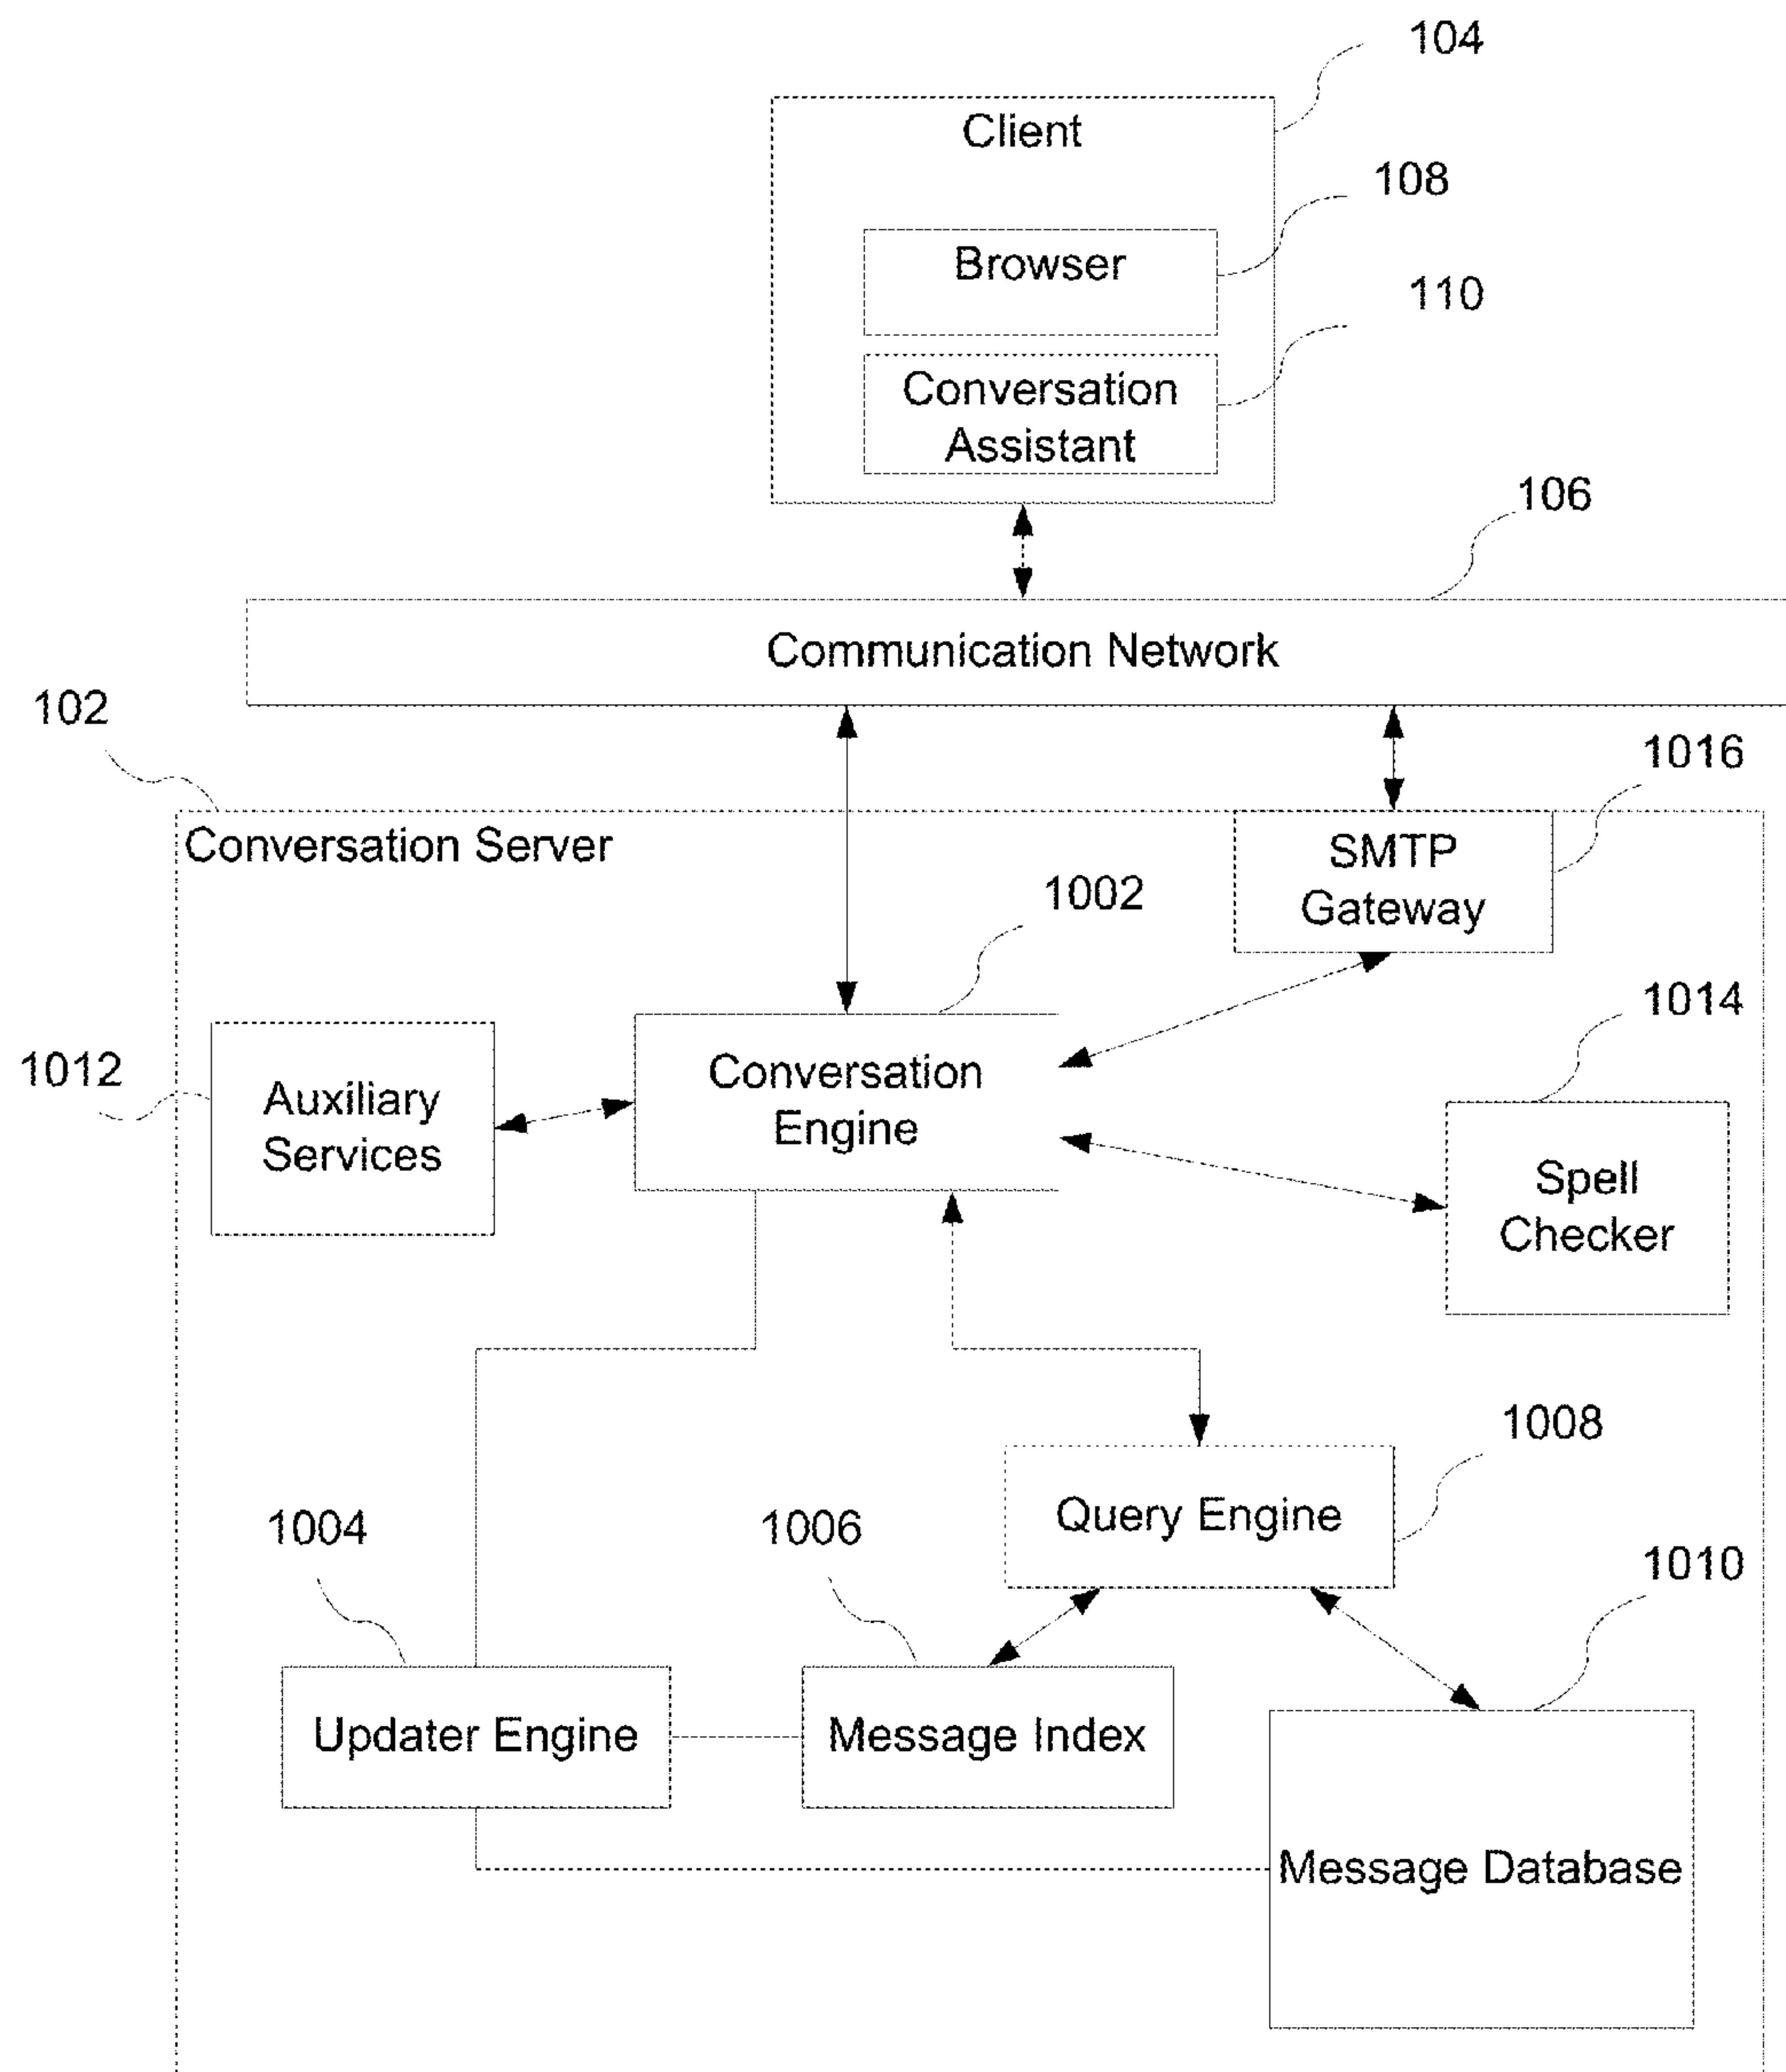 104
Client
108
Browser
110
Conversation
Assistant
106
Communication Network
102
1016
Conversation Server
SMTP
Gateway
1002
1014
1012
Auxiliary
Services
Conversation
Engine
Spell
Checker
1008
Query Engine
1004
1006
1010
Updater Engine
Message Index
Message Database